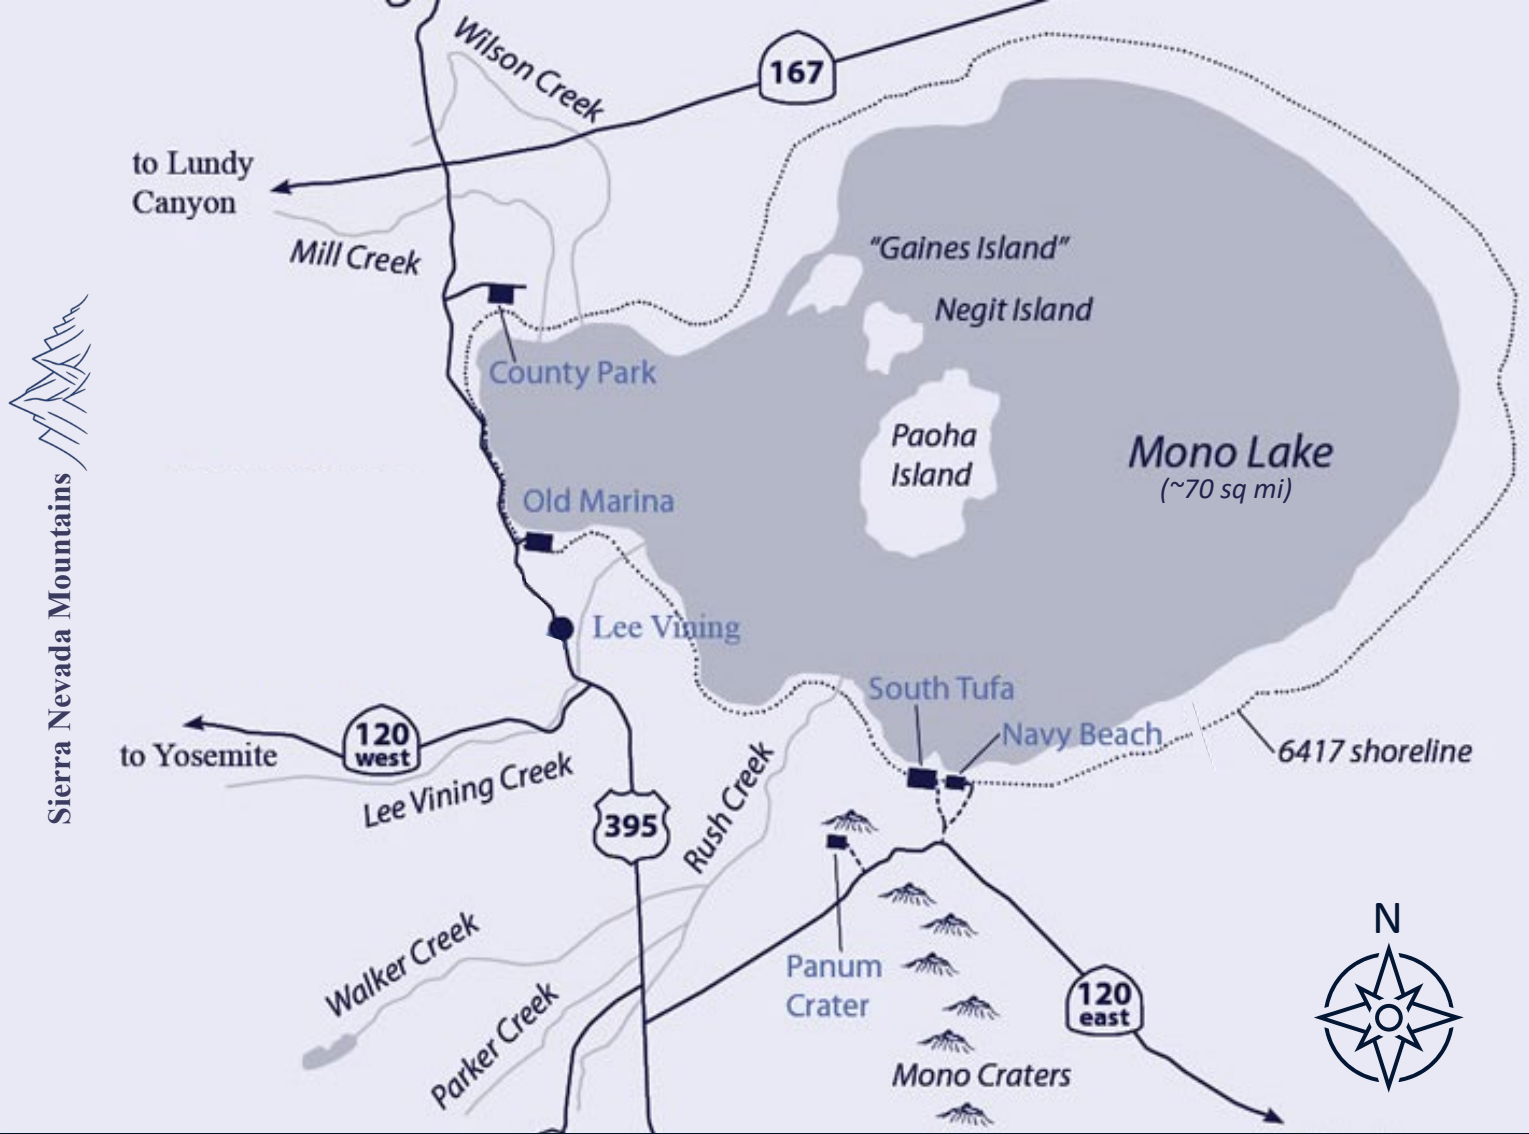 Wilson Creek
167
to Lundy
Canyon
Mill Creek
"Gaines Island"
Negit Island
County Park
Paoha
Island
Mono Lake
(~70 sq mi)
Old Marina
Sierra Nevada Mountains
Lee Vining
South Tufa
Navy Beach
120
west
to Yosemite
6417 shoreline
Lee Vining Creek
Rush Creek
395
N
Walker Creek
Panum
Crater
120
east
Parker Creek
Mono Craters